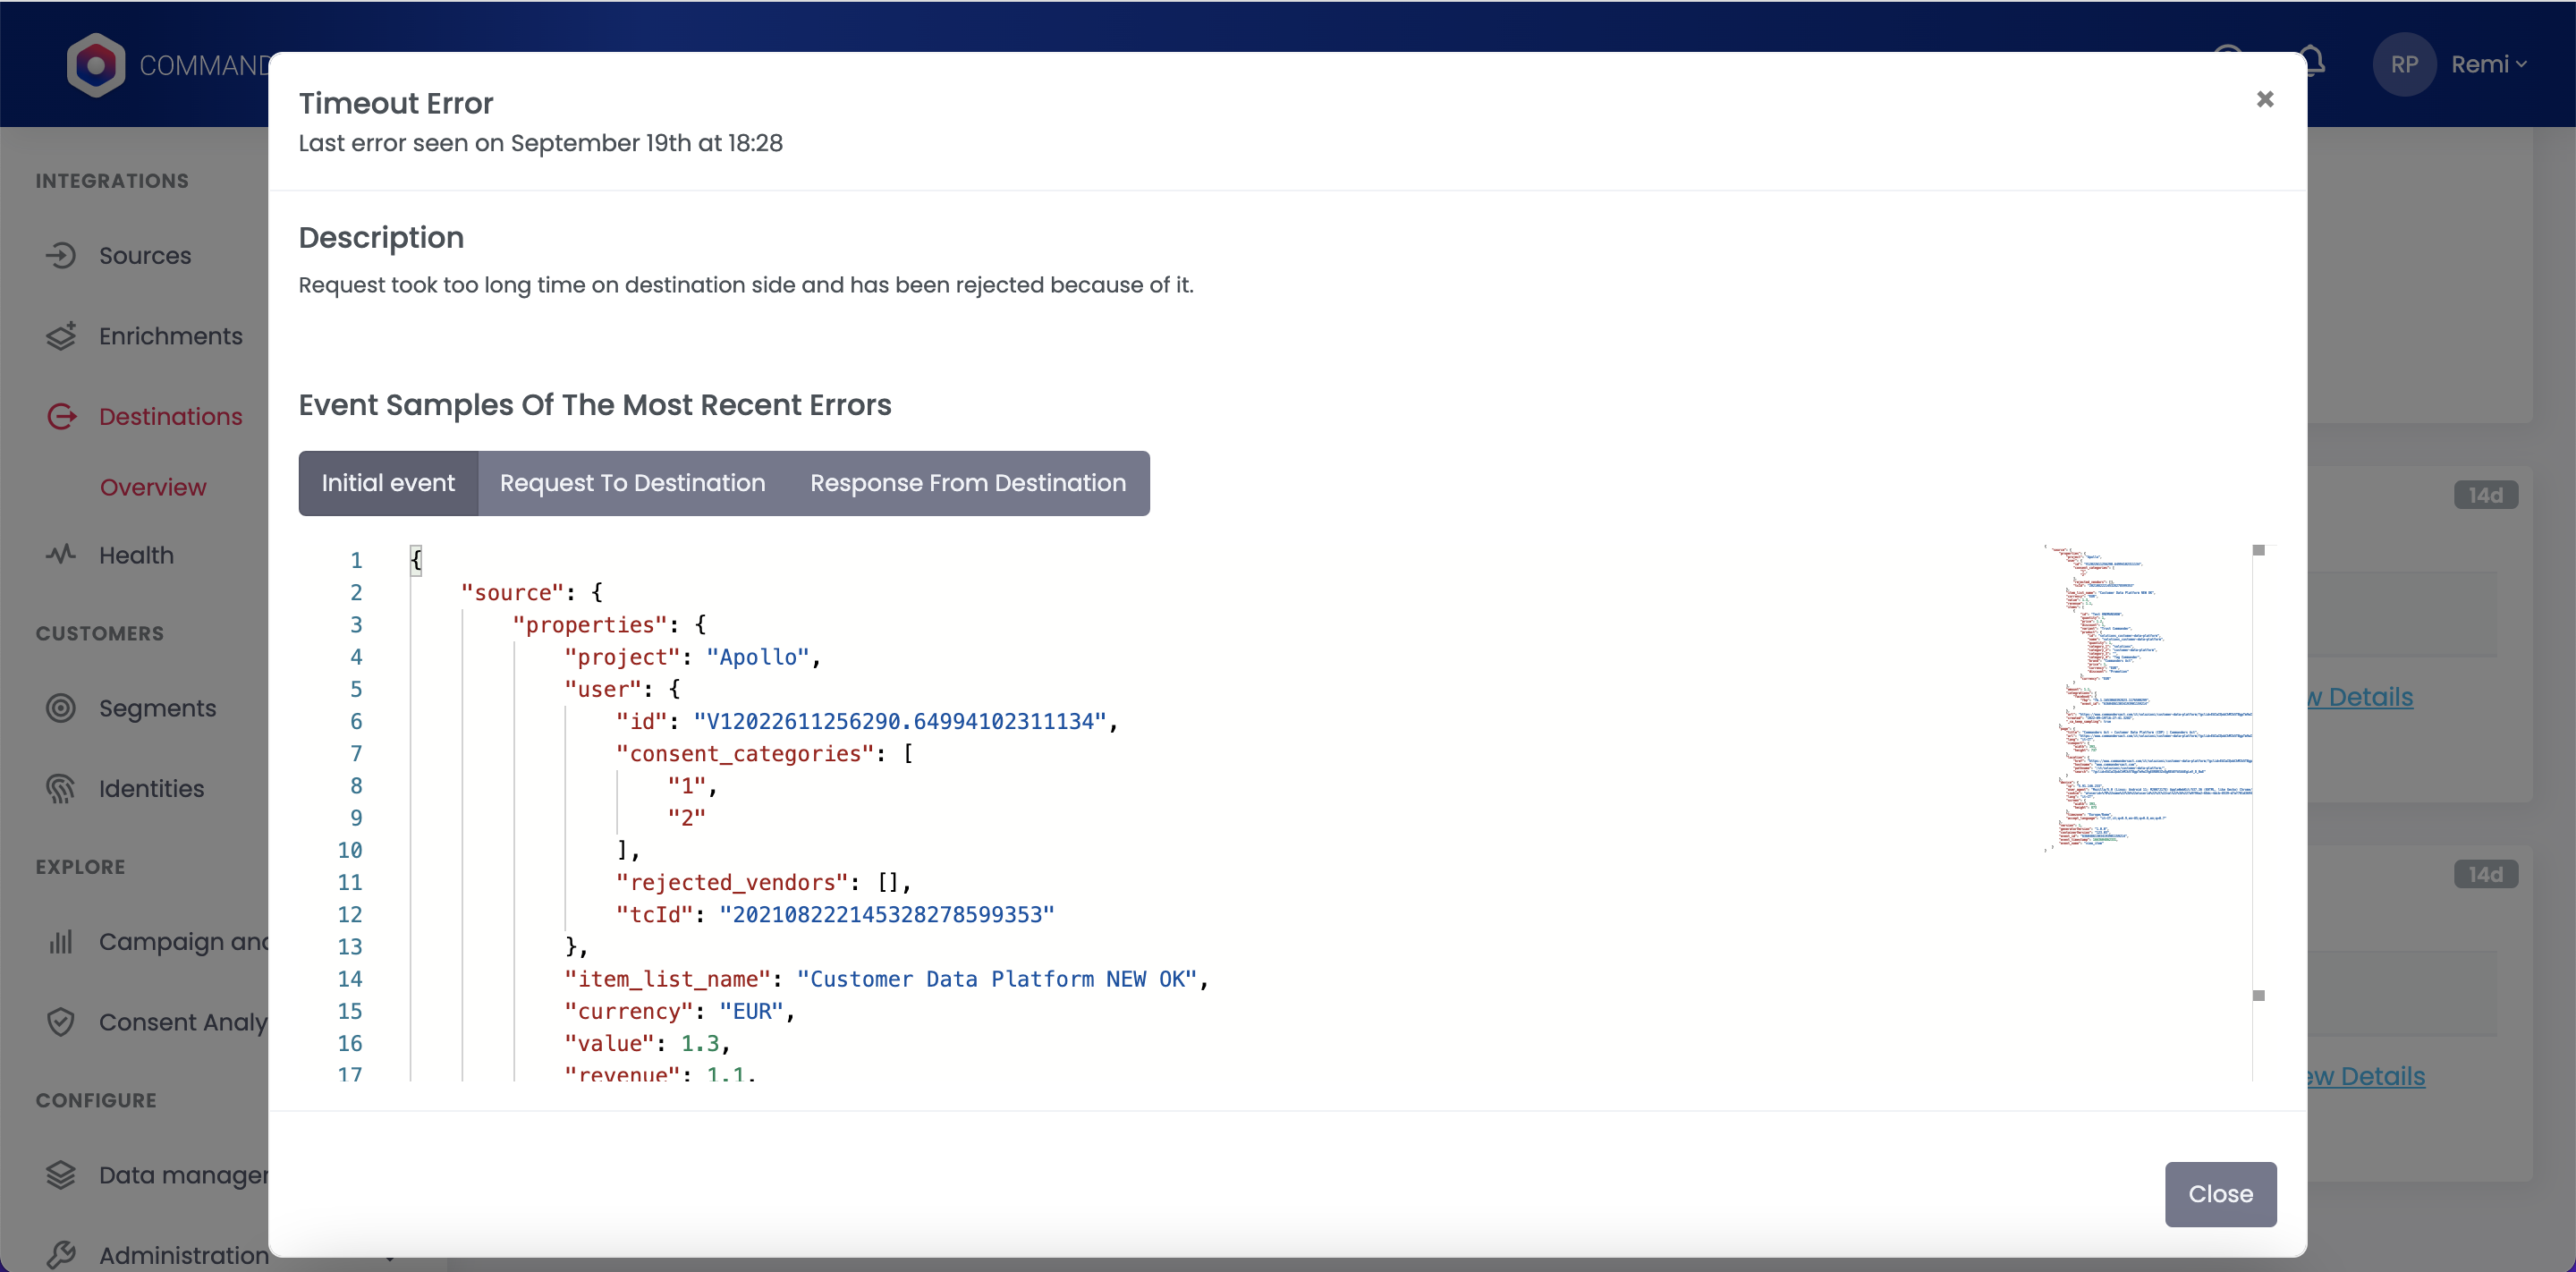 COMMAND
RP
Remi
INTEGRATIONS
Sources
Enrichments
Destinations
Overview
Health
CUSTOMERS
Segments
Identities
EXPLORE
Campaign and
Consent Analy
CONFIGURE
Data manager
Administration
Timeout Error
Last error seen on September 19th at 18:28
Description
Request took too long time on destination side and has been rejected because of it.
Event Samples Of The Most Recent Errors
Initial event
Request To Destination
Response From Destination
1 {
2 "source": {
3 "properties": {
4 "project": "Apollo",
5 "user": {
6 "id": "V12022611256290.64994102311134",
7 "consent_categories": [
8 "1",
9 "2"
10 ],
11 "rejected_vendors": [],
12 "tcId": "202108222145328278599353"
13 },
14 "item_list_name": "Customer Data Platform NEW OK",
15 "currency": "EUR",
16 "value": 1.3,
17 "revenue": 1.1,
Close
14d
w Details
14d
ew Details